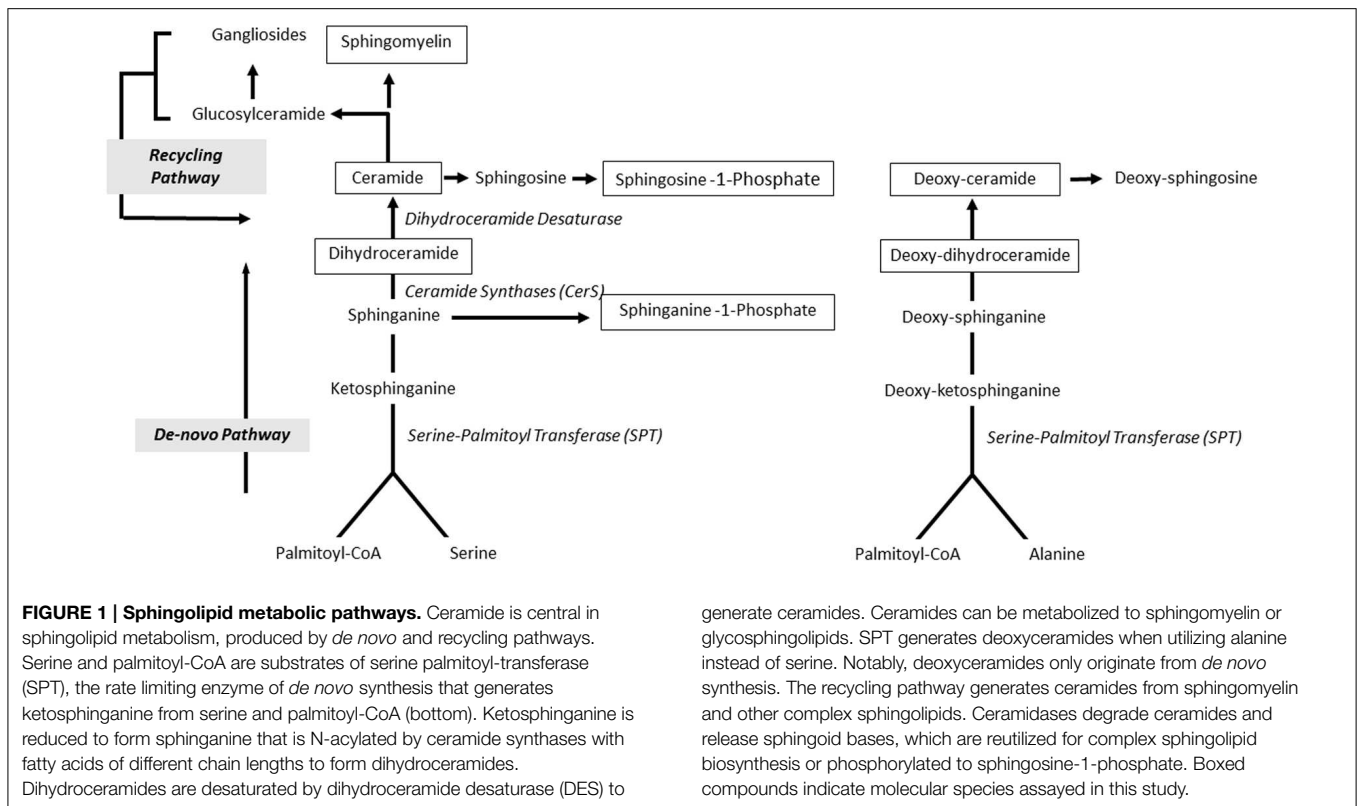 Gangliosides
Sphingomyelin
Glucosylceramide
Recycling
Pathway
Ceramide
Sphingosine
Sphingosine -1-Phosphate
Deoxy-ceramide
Deoxy-sphingosine
Dihydroceramide Desaturase
Dihydroceramide
Deoxy-dihydroceramide
Ceramide Synthases (CerS)
Sphinganine
Sphinganine -1-Phosphate
Deoxy-sphinganine
Ketosphinganine
Deoxy-ketosphinganine
De-novo Pathway
Serine-Palmitoyl Transferase (SPT)
Serine-Palmitoyl Transferase (SPT)
Palmitoyl-CoA
Serine
Palmitoyl-CoA
Alanine
FIGURE 1 | Sphingolipid metabolic pathways. Ceramide is central in
sphingolipid metabolism, produced by de novo and recycling pathways.
Serine and palmitoyl-CoA are substrates of serine palmitoyl-transferase
(SPT), the rate limiting enzyme of de novo synthesis that generates
ketosphinganine from serine and palmitoyl-CoA (bottom). Ketosphinganine is
reduced to form sphinganine that is N-acylated by ceramide synthases with
fatty acids of different chain lengths to form dihydroceramides.
Dihydroceramides are desaturated by dihydroceramide desaturase (DES) to
generate ceramides. Ceramides can be metabolized to sphingomyelin or
glycosphingolipids. SPT generates deoxyceramides when utilizing alanine
instead of serine. Notably, deoxyceramides only originate from de novo
synthesis. The recycling pathway generates ceramides from sphingomyelin
and other complex sphingolipids. Ceramidases degrade ceramides and
release sphingoid bases, which are reutilized for complex sphingolipid
biosynthesis or phosphorylated to sphingosine-1-phosphate. Boxed
compounds indicate molecular species assayed in this study.